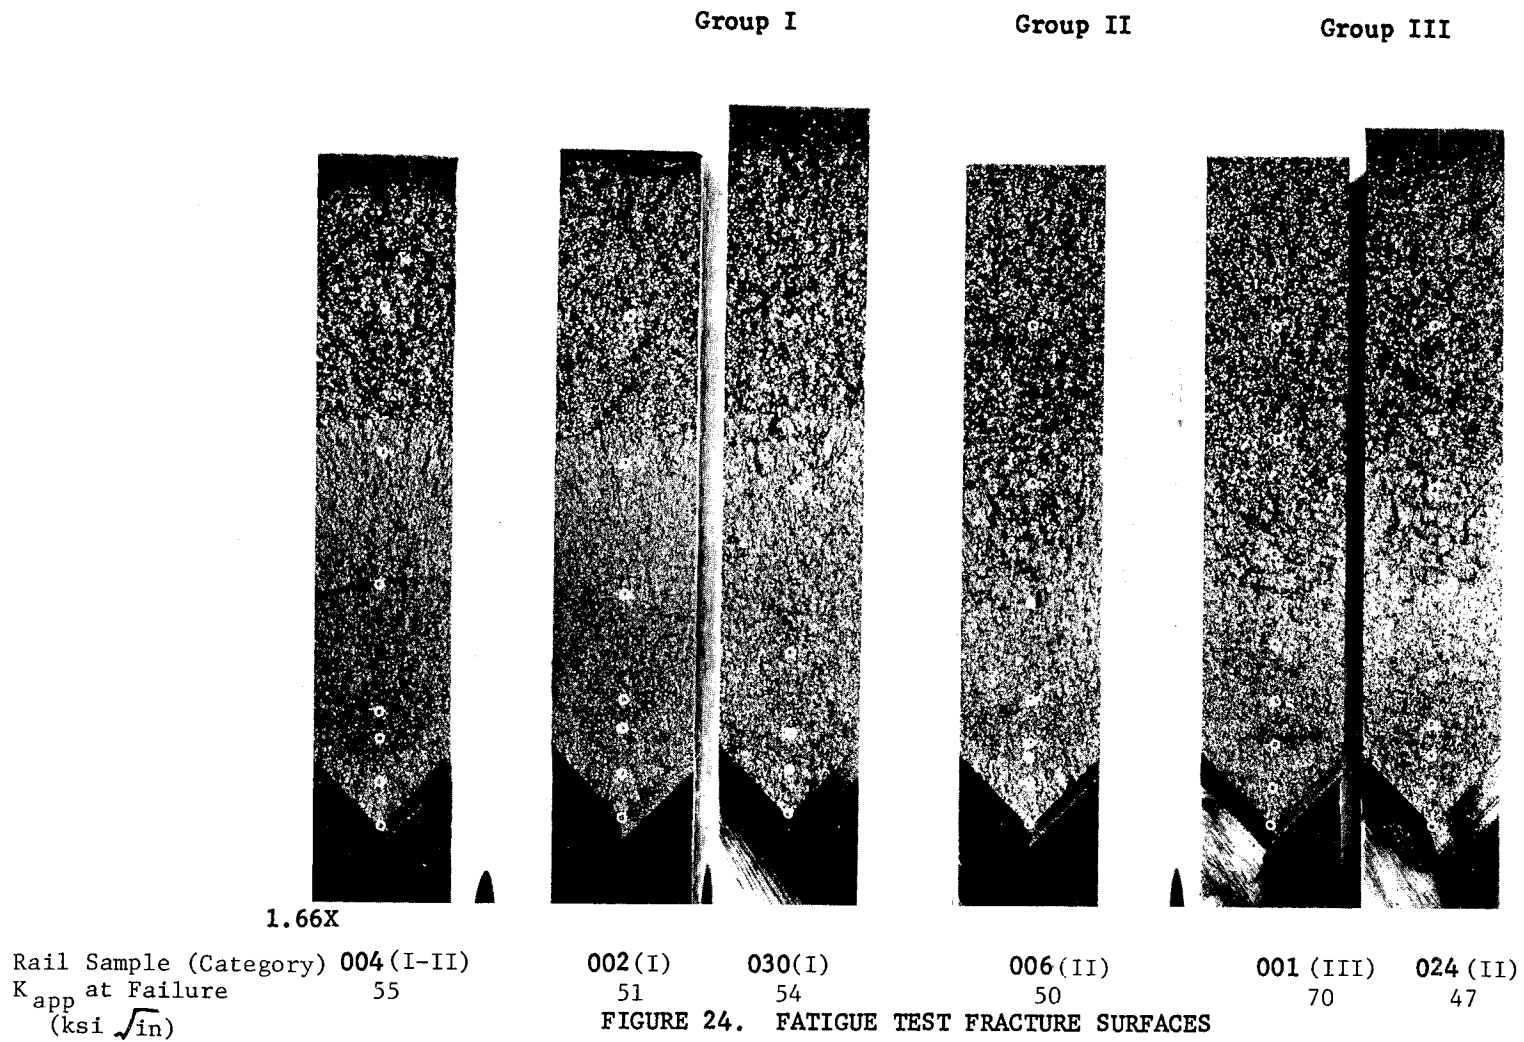 Group I Group II Group III
1.66X
Rail Sample (Category) 004 (I-II) 002(I) 030(I) 006(II) 001 (III) 024 (II)
Kapp at Failure 55 51 54 50 70 47
(ksi √in)
FIGURE 24. FATIGUE TEST FRACTURE SURFACES